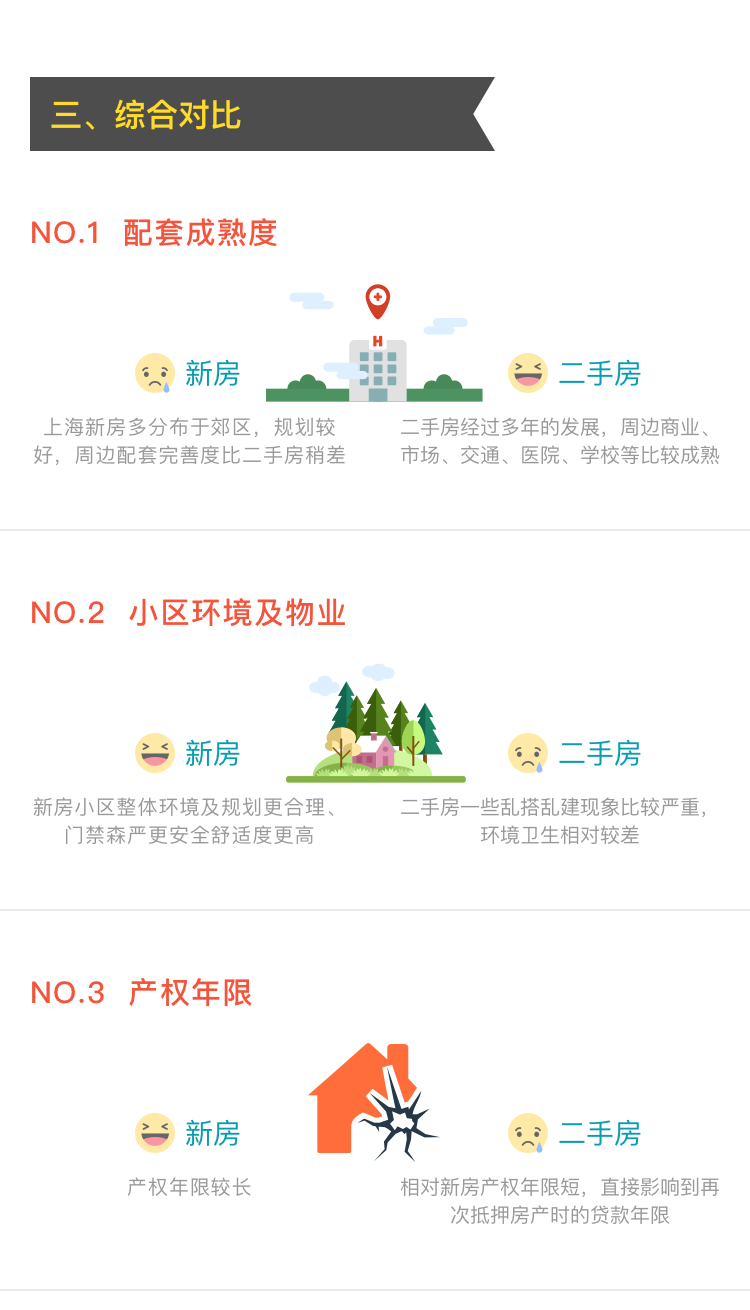 三、综合对比
NO.1 配套成熟度
H
新房
二手房
上海新房多分布于郊区，规划较
好，周边配套完善度比二手房稍差
二手房经过多年的发展，周边商业、
市场、交通、医院、学校等比较成熟
NO.2 小区环境及物业
新房
二手房
新房小区整体环境及规划更合理、
门禁森严更安全舒适度更高
二手房一些乱搭乱建现象比较严重，
环境卫生相对较差
NO.3 产权年限
新房
二手房
产权年限较长
相对新房产权年限短，直接影响到再
次抵押房产时的贷款年限